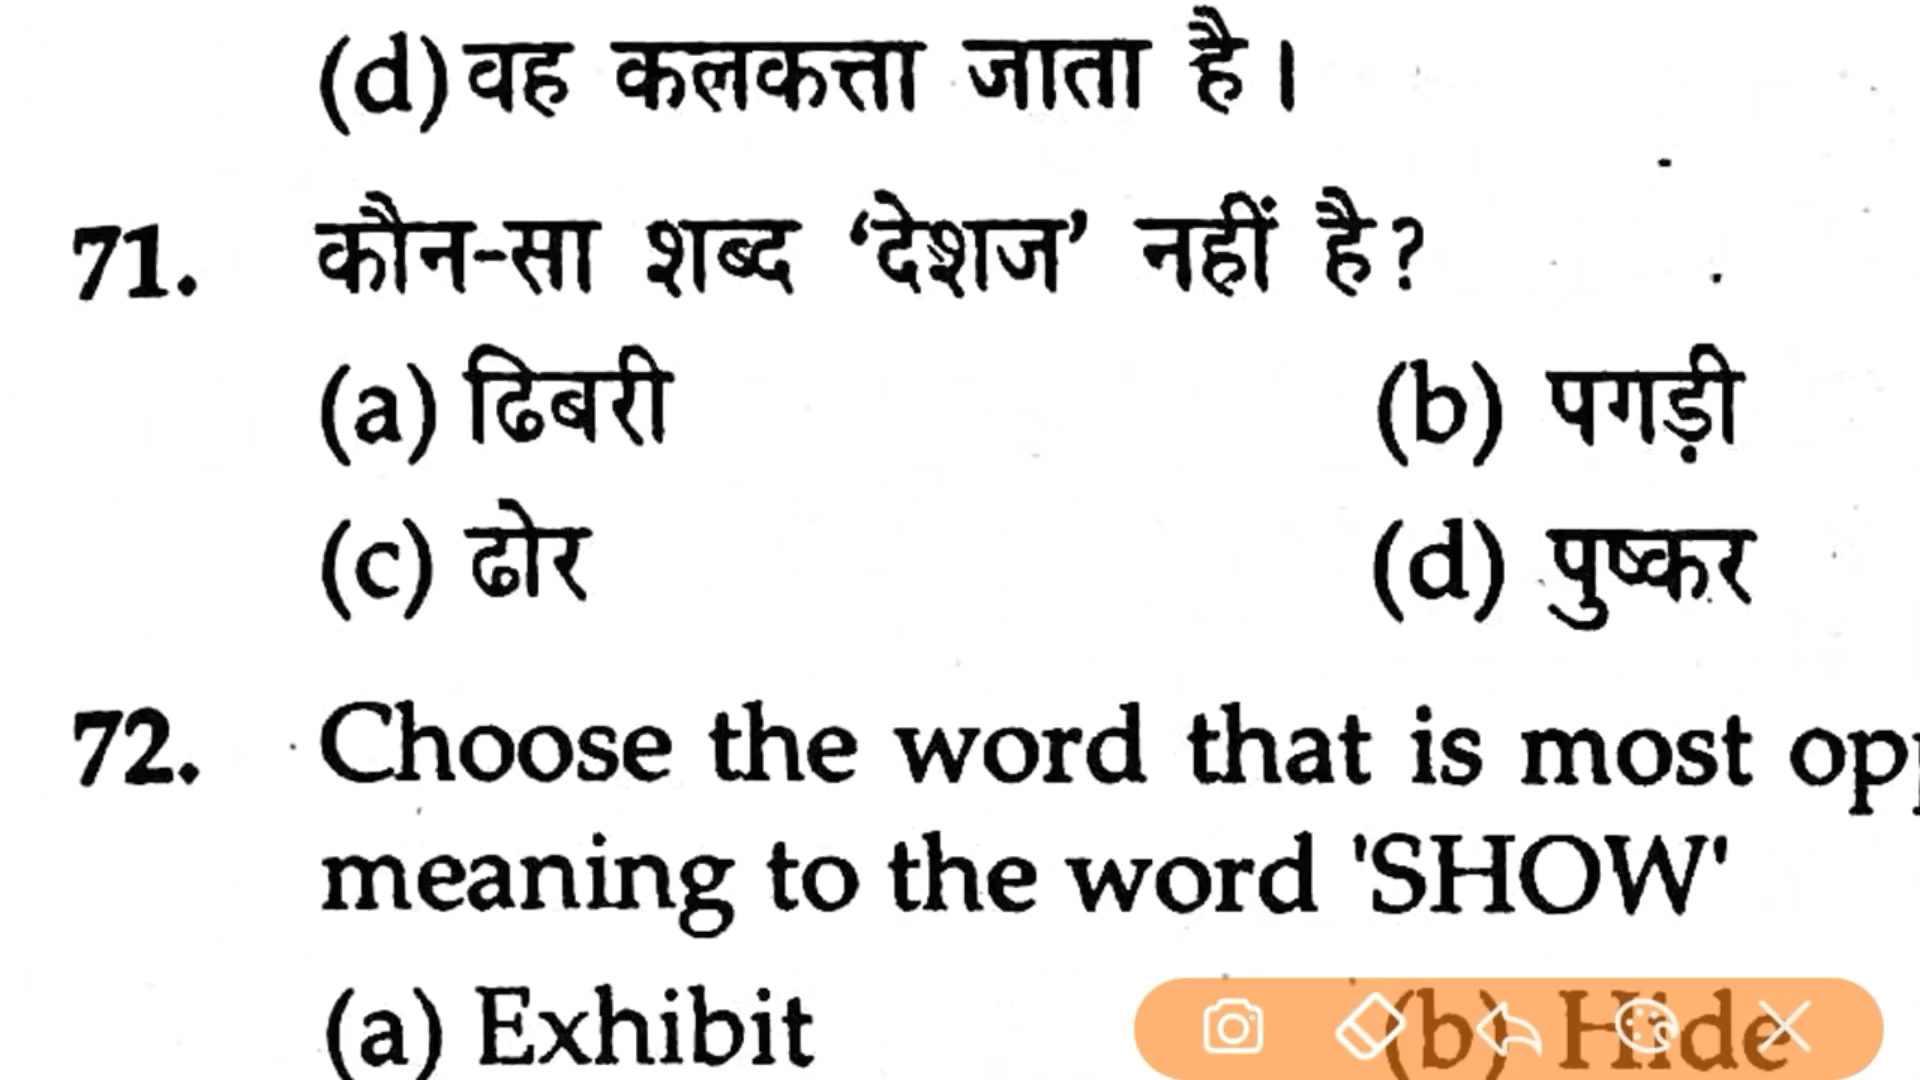 (d) वह कलकत्ता जाता है।
71. कौन-सा शब्द ‘देशज’ नहीं है?
(a) ढिबरी (b) पगड़ी
(c) ढोर (d) पुष्कर
72. Choose the word that is most opp
meaning to the word 'SHOW'
(a) Exhibit (b) Hide